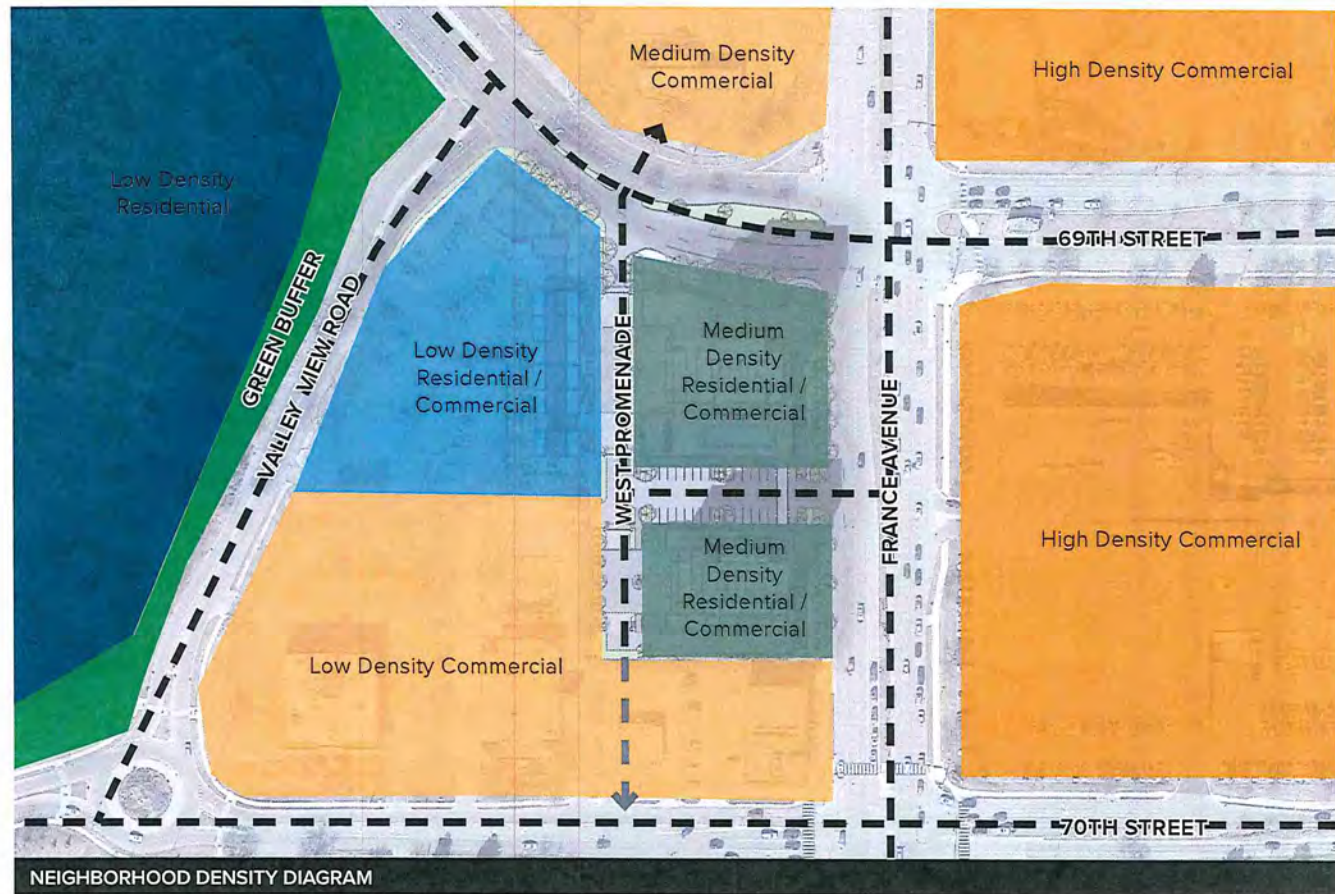 Medium Density
Commercial
High Density Commercial
Low Density
Residential
69TH STREET
GREEN BUFFER
VALLEY VIEW ROAD
WEST PROMENADE
FRANCE AVENUE
Low Density
Residential /
Commercial
Medium
Density
Residential /
Commercial
High Density Commercial
Medium
Density
Residential /
Commercial
Low Density Commercial
70TH STREET
NEIGHBORHOOD DENSITY DIAGRAM